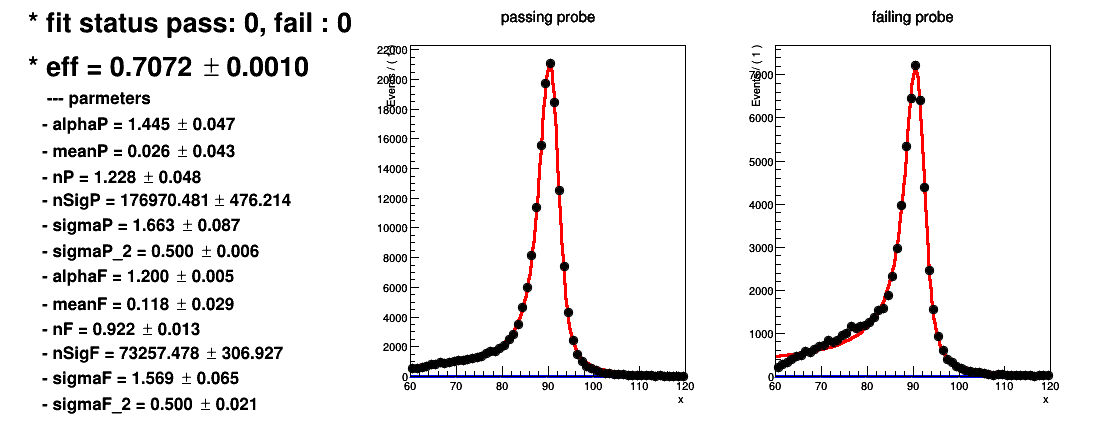 * fit status pass: 0, fail : 0
* eff = 0.7072 ± 0.0010
--- parmeters
- alphaP = 1.445 ± 0.047
- meanP = 0.026 ± 0.043
- nP = 1.228 ± 0.048
- nSigP = 176970.481 ± 476.214
- sigmaP = 1.663 ± 0.087
- sigmaP_2 = 0.500 ± 0.006
- alphaF = 1.200 ± 0.005
- meanF = 0.118 ± 0.029
- nF = 0.922 ± 0.013
- nSigF = 73257.478 ± 306.927
- sigmaF = 1.569 ± 0.065
- sigmaF_2 = 0.500 ± 0.021
passing probe
Events / ( 1 )
22000
20000
18000
16000
14000
12000
10000
8000
6000
4000
2000
0
60 70 80 90 100 110 120
x
failing probe
Events / ( 1 )
7000
6000
5000
4000
3000
2000
1000
0
60 70 80 90 100 110 120
x